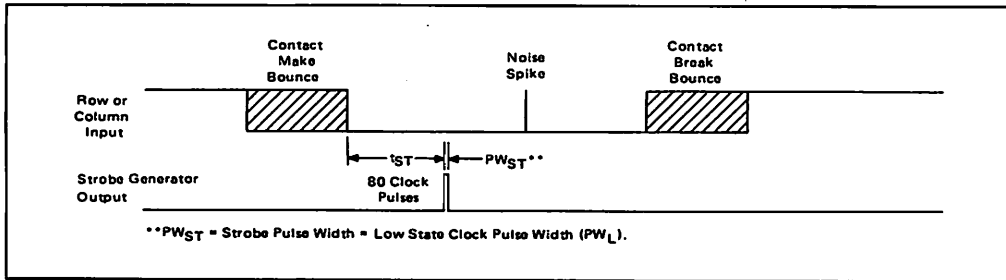 Contact
Make
Bounce
Noise
Spike
Contact
Break
Bounce
Row or
Column
Input
tST
PWST**
Strobe Generator
Output
80 Clock
Pulses
**PWST = Strobe Pulse Width = Low State Clock Pulse Width (PWL).